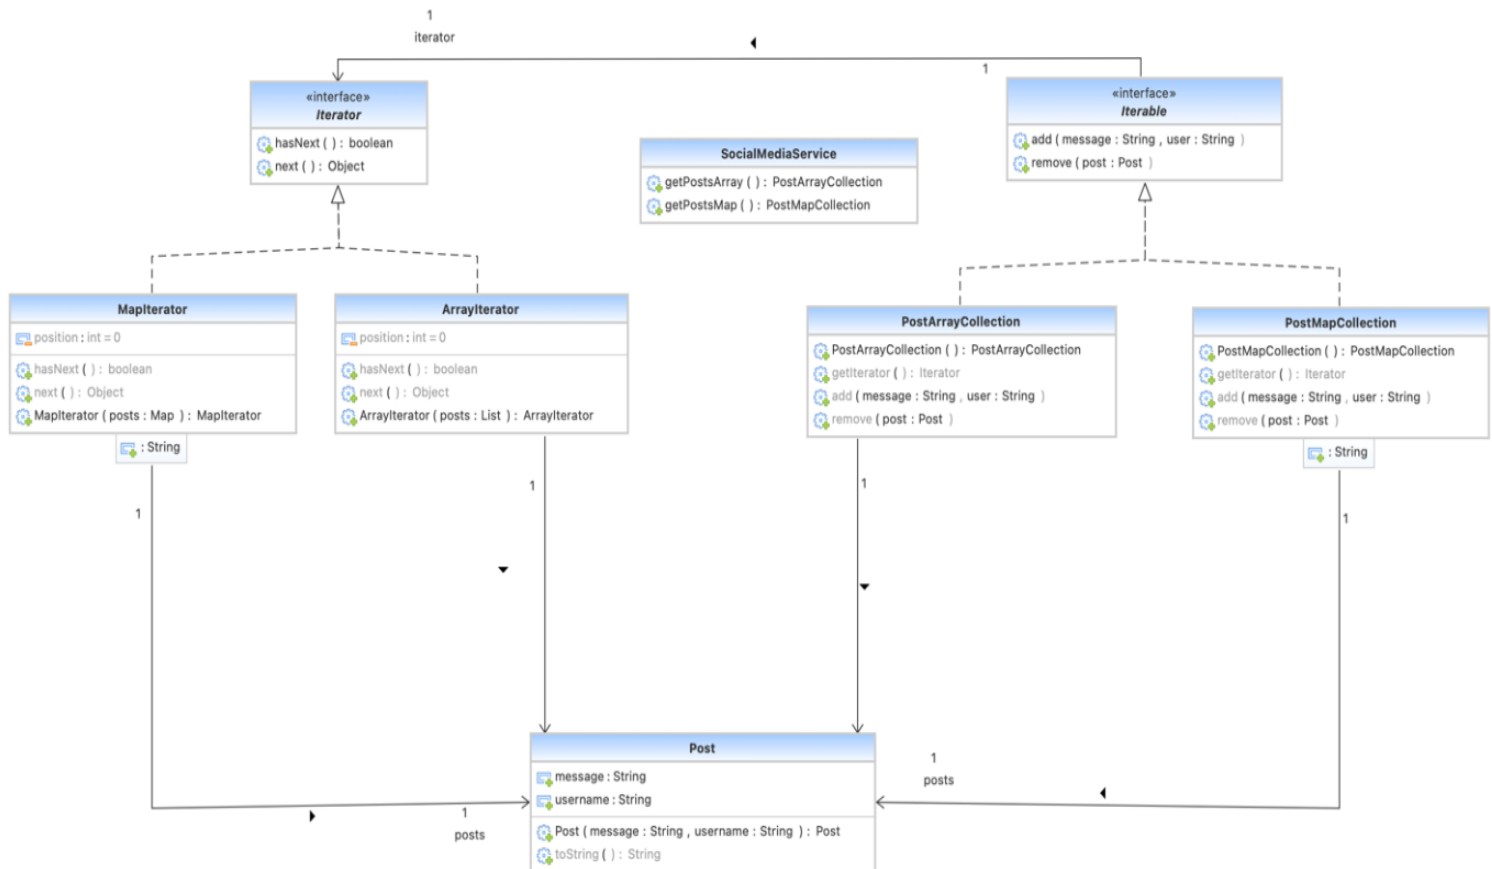 1
iterator
1
«interface»
Iterator
hasNext ( ) : boolean
next ( ) : Object
SocialMediaService
getPostsArray ( ) : PostArrayCollection
getPostsMap ( ) : PostMapCollection
«interface»
Iterable
add ( message : String , user : String )
remove ( post : Post )
MapIterator
position : int = 0
hasNext ( ) : boolean
next ( ) : Object
MapIterator ( posts : Map ) : MapIterator
: String
ArrayIterator
position : int = 0
hasNext ( ) : boolean
next ( ) : Object
ArrayIterator ( posts : List ) : ArrayIterator
PostArrayCollection
PostArrayCollection ( ) : PostArrayCollection
getIterator ( ) : Iterator
add ( message : String , user : String )
remove ( post : Post )
PostMapCollection
PostMapCollection ( ) : PostMapCollection
getIterator ( ) : Iterator
add ( message : String , user : String )
remove ( post : Post )
: String
1
1
1
1
Post
message : String
username : String
Post ( message : String , username : String ) : Post
toString ( ) : String
1
posts
1
posts